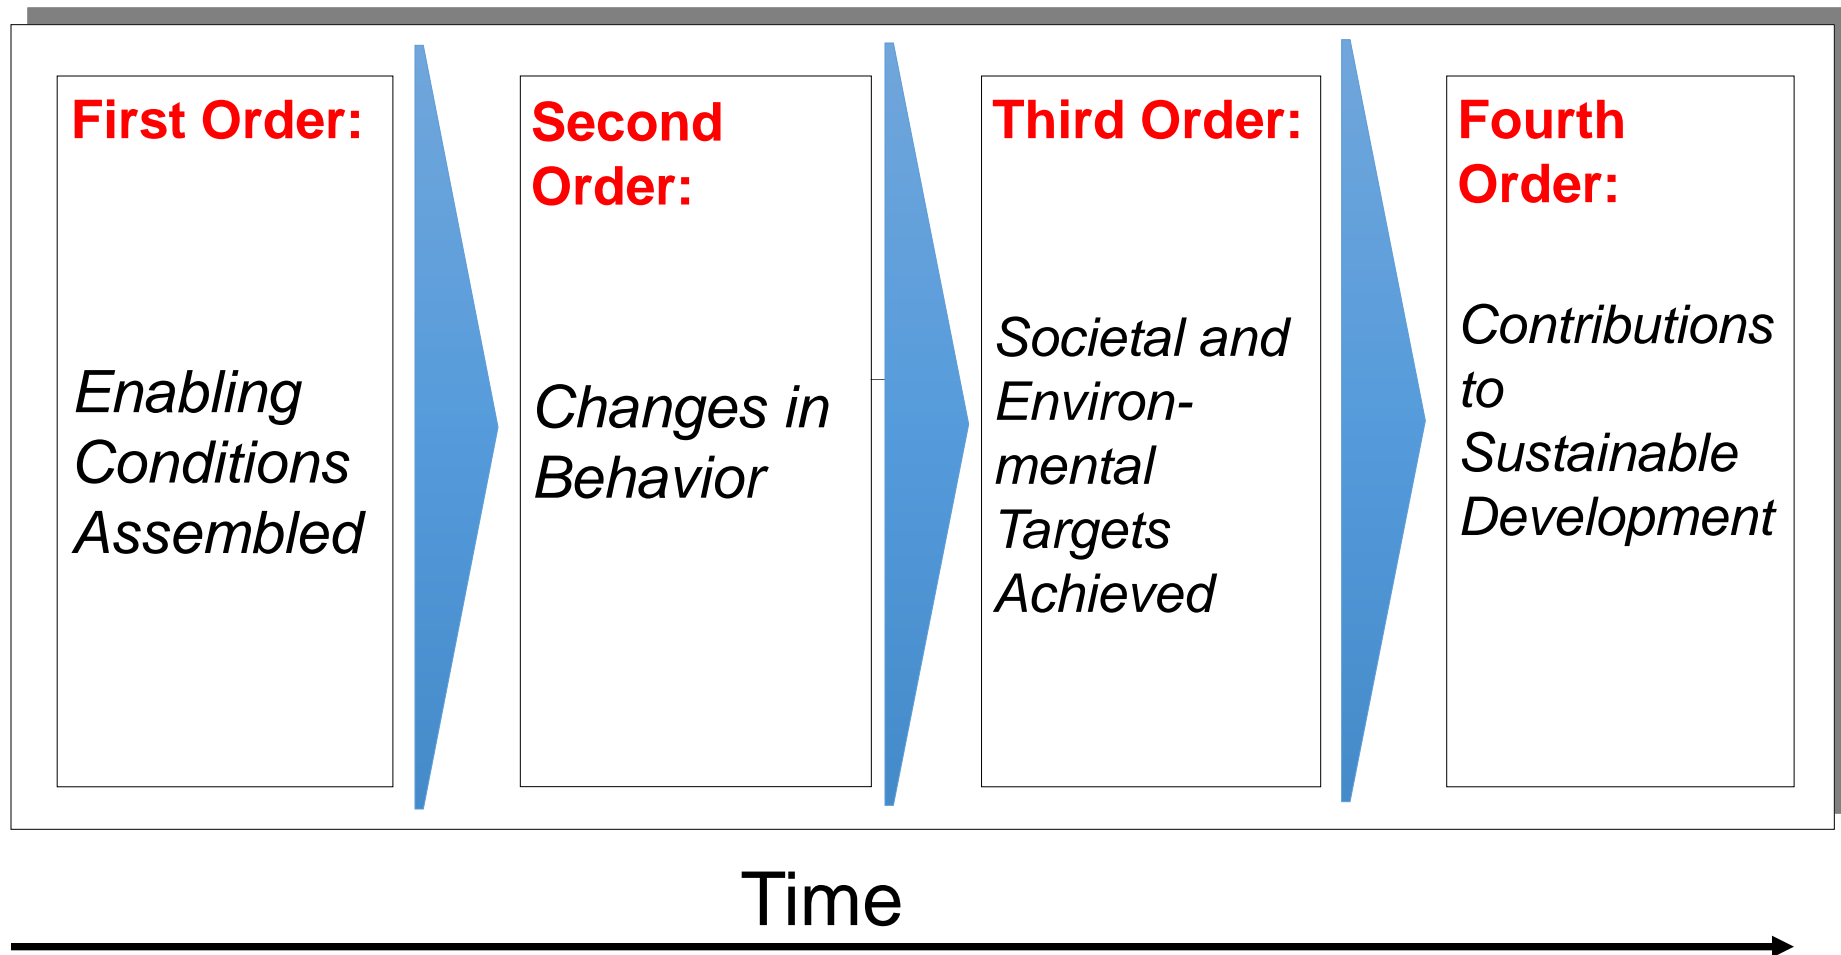 First Order:
Enabling
Conditions
Assembled
Second
Order:
Changes in
Behavior
Third Order:
Societal and
Environ-
mental
Targets
Achieved
Fourth
Order:
Contributions
to
Sustainable
Development
Time